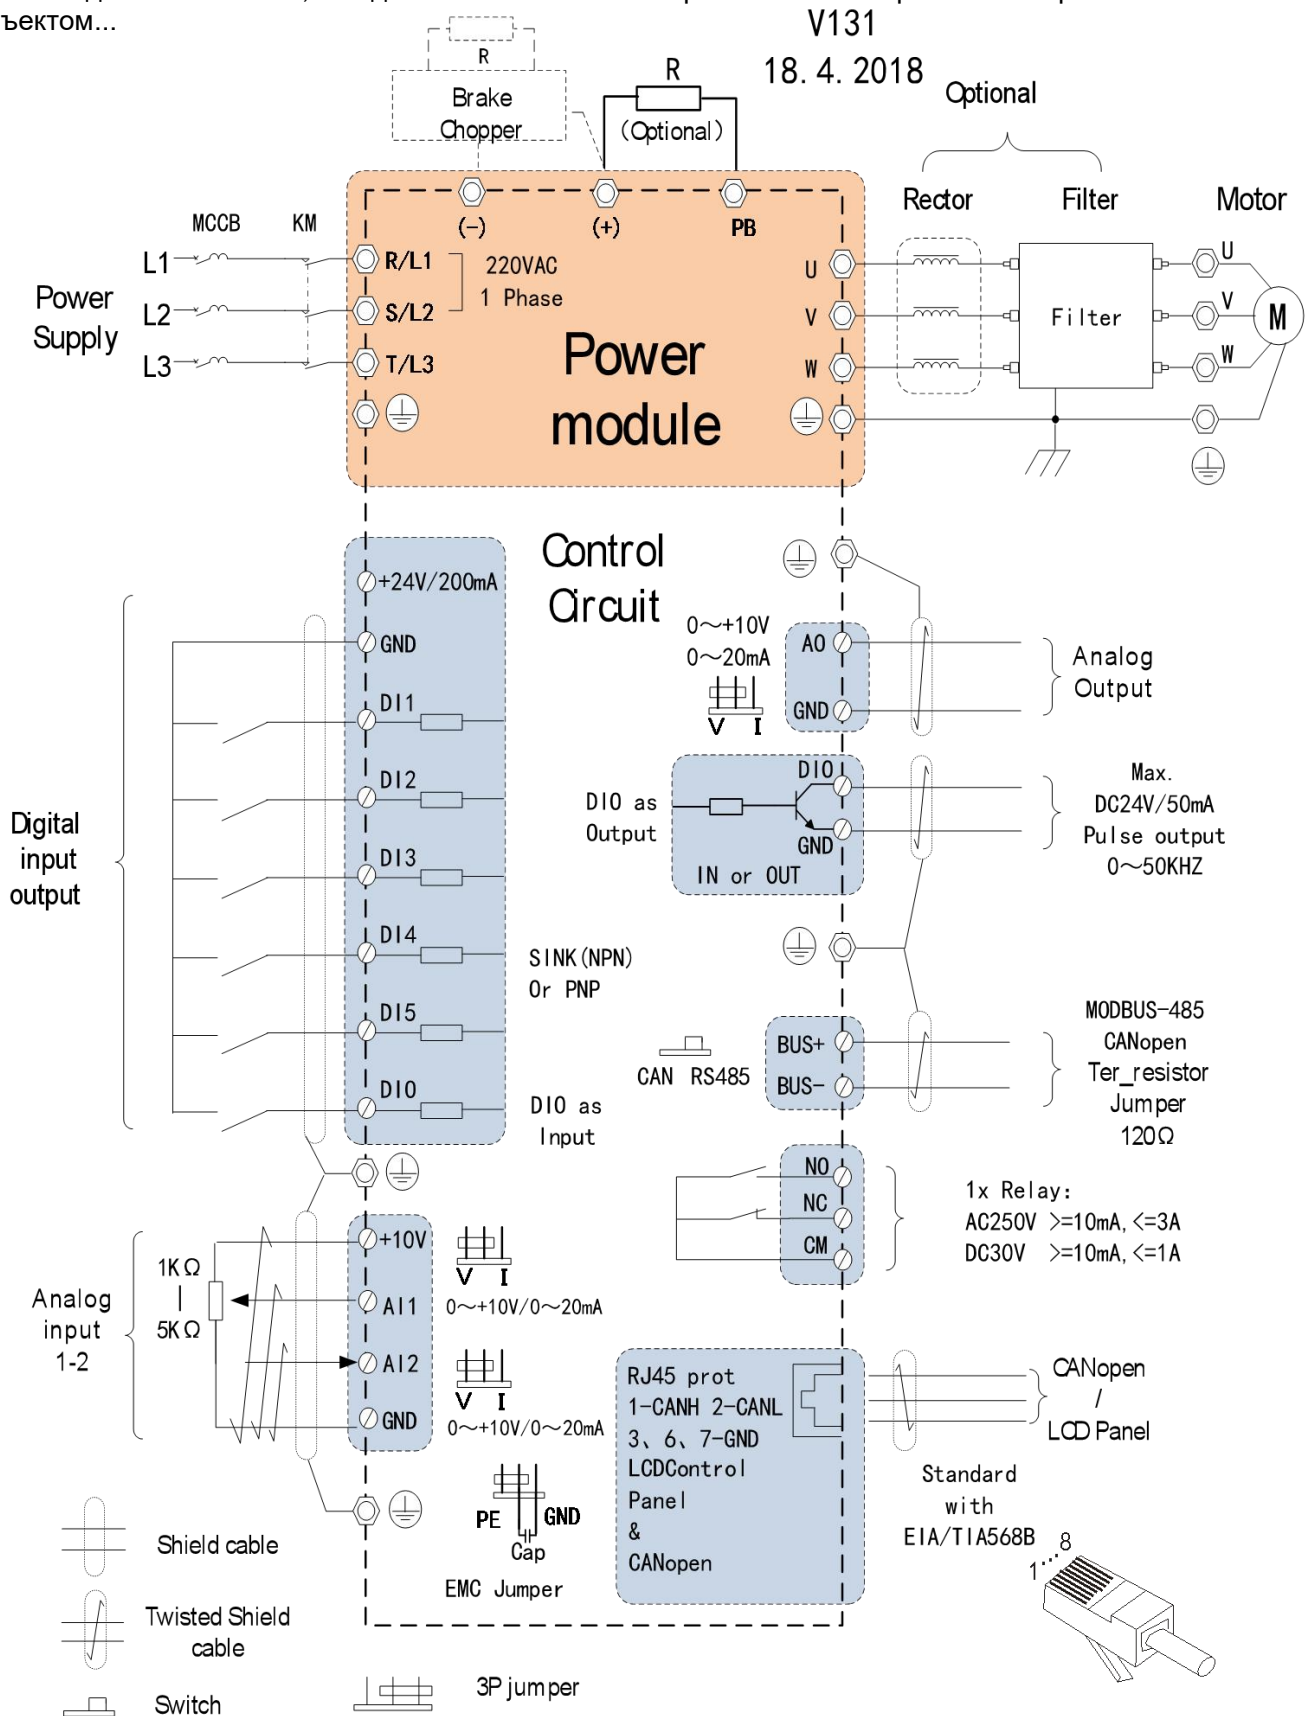 ъектом...
V131
18.4.2018
R
Brake
Chopper
R
(Optional)
Optional
Rector
Filter
Motor
MCCB
KM
(-)
(+)
PB
Power
Supply
L1
L2
L3
R/L1
S/L2
T/L3
220VAC
1 Phase
Power
module
U
V
W
Filter
U
V
W
M
Control
Circuit
+24V/200mA
GND
DI1
DI2
DI3
DI4
DI5
DIO
Digital
input
output
SINK(NPN)
Or PNP
DIO as
Input
0～+10V
0～20mA
V I
AO
GND
Analog
Output
DIO as
Output
DIO
GND
IN or OUT
Max.
DC24V/50mA
Pulse output
0～50KHZ
CAN RS485
BUS+
BUS-
MODBUS-485
CANopen
Ter_resistor
Jumper
120Ω
NO
NC
CM
1x Relay:
AC250V >=10mA,<=3A
DC30V >=10mA,<=1A
Analog
input
1-2
1KΩ
|
5KΩ
+10V
AI1
AI2
GND
V I
0～+10V/0～20mA
V I
0～+10V/0～20mA
PE
GND
Cap
EMC Jumper
RJ45 prot
1-CANH 2-CANL
3、6、7-GND
LCDControl
Panel
&
CANopen
CANopen
/
LCD Panel
Standard
with
EIA/TIA568B
1...8
Shield cable
Twisted Shield
cable
Switch
3P jumper